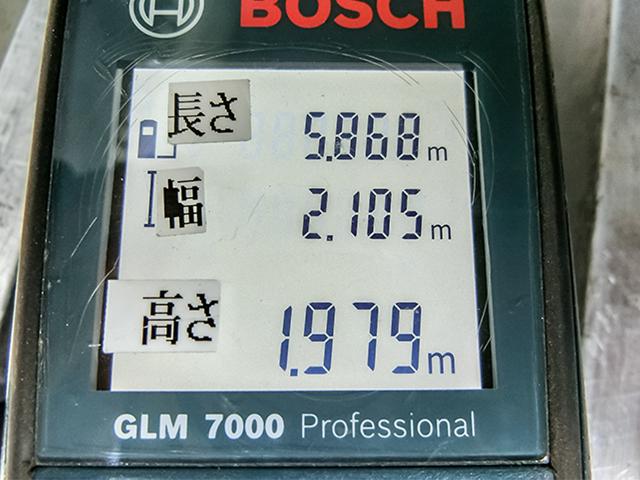 BOSCH
長さ 5.868 m
幅 2.105 m
高さ 1.979 m
GLM 7000 Professional